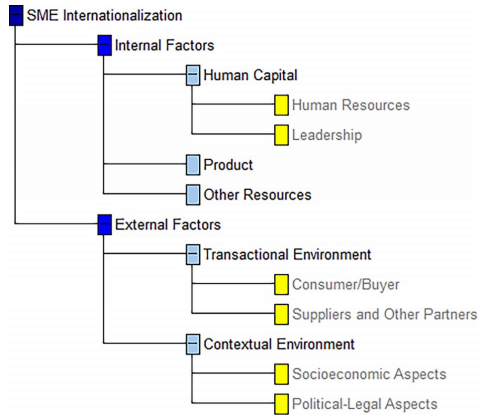 SME Internationalization
Internal Factors
Human Capital
Human Resources
Leadership
Product
Other Resources
External Factors
Transactional Environment
Consumer/Buyer
Suppliers and Other Partners
Contextual Environment
Socioeconomic Aspects
Political-Legal Aspects